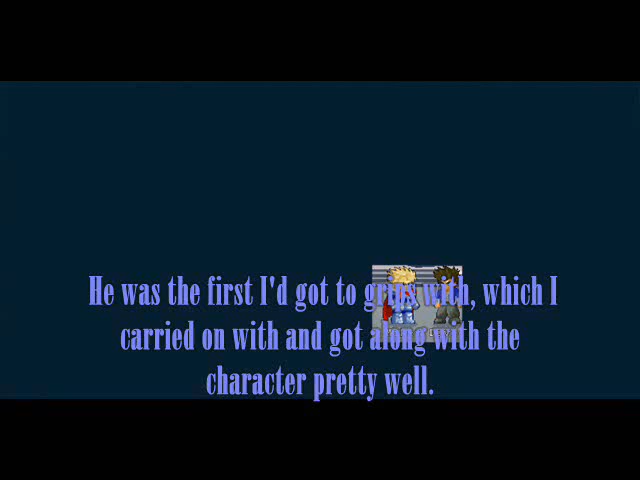 He was the first I'd got to grips with, which I
carried on with and got along with the
character pretty well.